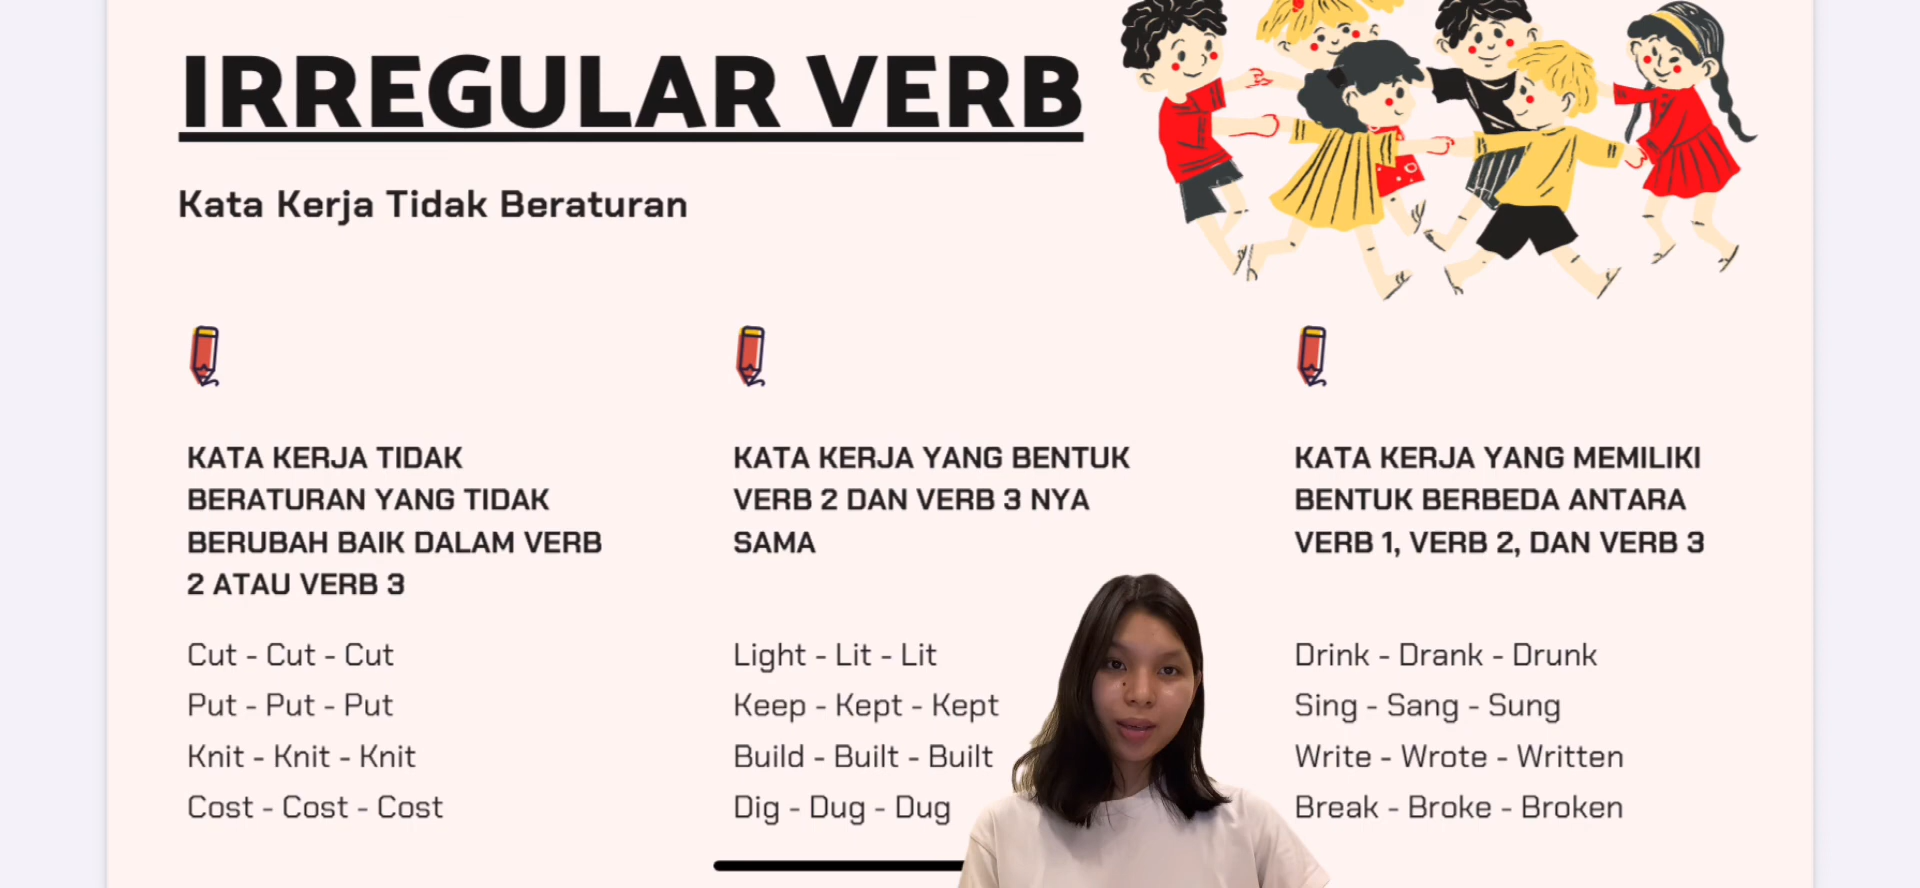 IRREGULAR VERB
Kata Kerja Tidak Beraturan
KATA KERJA TIDAK
BERATURAN YANG TIDAK
BERUBAH BAIK DALAM VERB
2 ATAU VERB 3
Cut - Cut - Cut
Put - Put - Put
Knit - Knit - Knit
Cost - Cost - Cost
KATA KERJA YANG BENTUK
VERB 2 DAN VERB 3 NYA
SAMA
Light - Lit - Lit
Keep - Kept - Kept
Build - Built - Built
Dig - Dug - Dug
KATA KERJA YANG MEMILIKI
BENTUK BERBEDA ANTARA
VERB 1, VERB 2, DAN VERB 3
Drink - Drank - Drunk
Sing - Sang - Sung
Write - Wrote - Written
Break - Broke - Broken